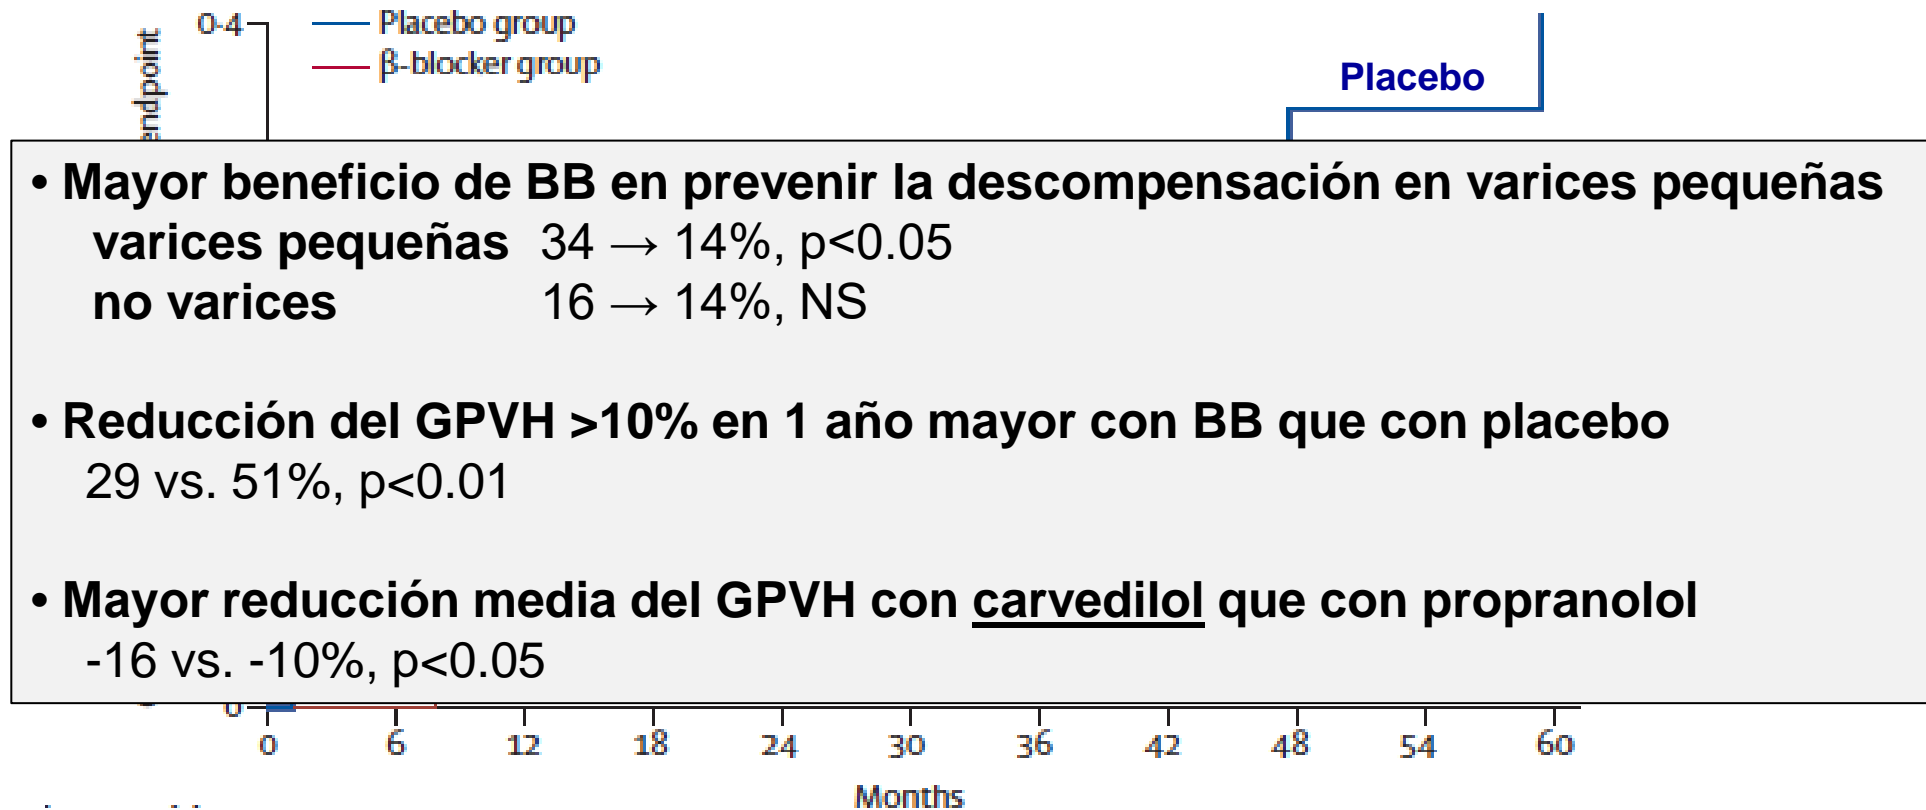 0·4
Placebo group
β-blocker group
endpoint
Placebo
• Mayor beneficio de BB en prevenir la descompensación en varices pequeñas
varices pequeñas 34 → 14%, p<0.05
no varices 16 → 14%, NS
• Reducción del GPVH >10% en 1 año mayor con BB que con placebo
29 vs. 51%, p<0.01
• Mayor reducción media del GPVH con carvedilol que con propranolol
-16 vs. -10%, p<0.05
0
0 6 12 18 24 30 36 42 48 54 60
Months